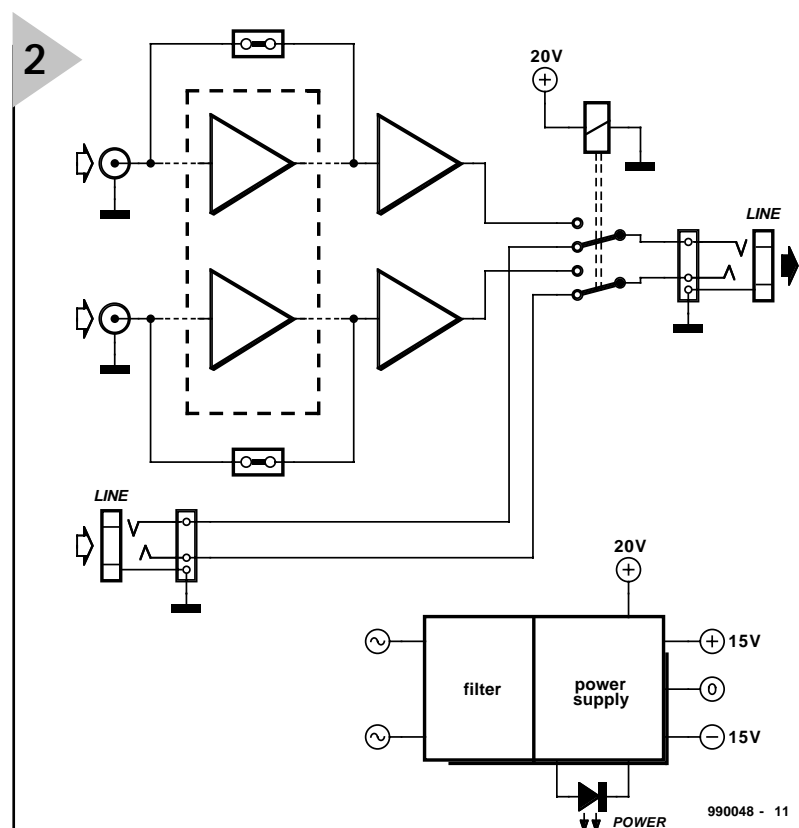 2
20V
LINE
LINE
20V
filter
power
supply
+ 15V
0
− 15V
POWER
990048 - 11